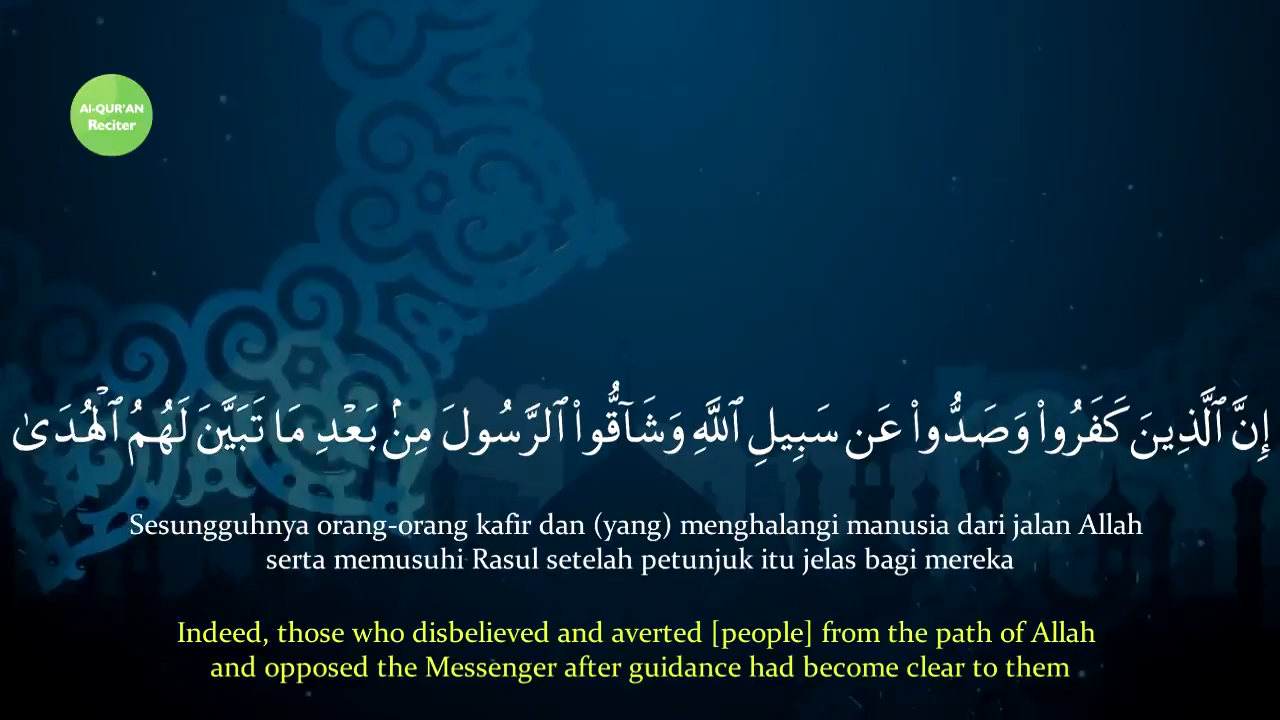 Al-QUR'AN
Reciter
إِنَّ ٱلَّذِينَ كَفَرُوا۟ وَصَدُّوا۟ عَن سَبِيلِ ٱللَّهِ وَشَآقُّوا۟ ٱلرَّسُولَ مِنۢ بَعْدِ مَا تَبَيَّنَ لَهُمُ ٱلْهُدَىٰ
Sesungguhnya orang-orang kafir dan (yang) menghalangi manusia dari jalan Allah
serta memusuhi Rasul setelah petunjuk itu jelas bagi mereka
Indeed, those who disbelieved and averted [people] from the path of Allah
and opposed the Messenger after guidance had become clear to them